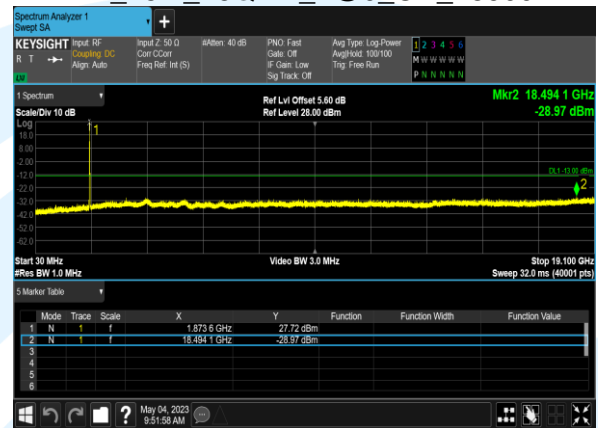 Spectrum Analyzer 1
Swept SA
+
KEYSIGHT Input: RF Input Z: 50 Ω #Atten: 40 dB PNO: Fast Avg Type: Log-Power 1 2 3 4 5 6
R T Coupling: DC Corr CCorr Gate: Off Avg|Hold: 100/100 M W W W W W
Align: Auto Freq Ref: Int (S) IF Gain: Low Trig: Free Run
Sig Track: Off P N N N N N
1 Spectrum Ref Lvl Offset 5.60 dB Mkr2 18.494 1 GHz
Scale/Div 10 dB Ref Level 28.00 dBm -28.97 dBm
Log
18.0 1
8.00
-2.00
-12.0 DL1 -13.00 dBm
-22.0 2
-32.0
-42.0
-52.0
-62.0
Start 30 MHz Video BW 3.0 MHz Stop 19.100 GHz
#Res BW 1.0 MHz Sweep 32.0 ms (40001 pts)
5 Marker Table
Mode Trace Scale X Y Function Function Width Function Value
1 N 1 f 1.873 6 GHz 27.72 dBm
2 N 1 f 18.494 1 GHz -28.97 dBm
3
4
5
6
? May 04, 2023
9:51:58 AM